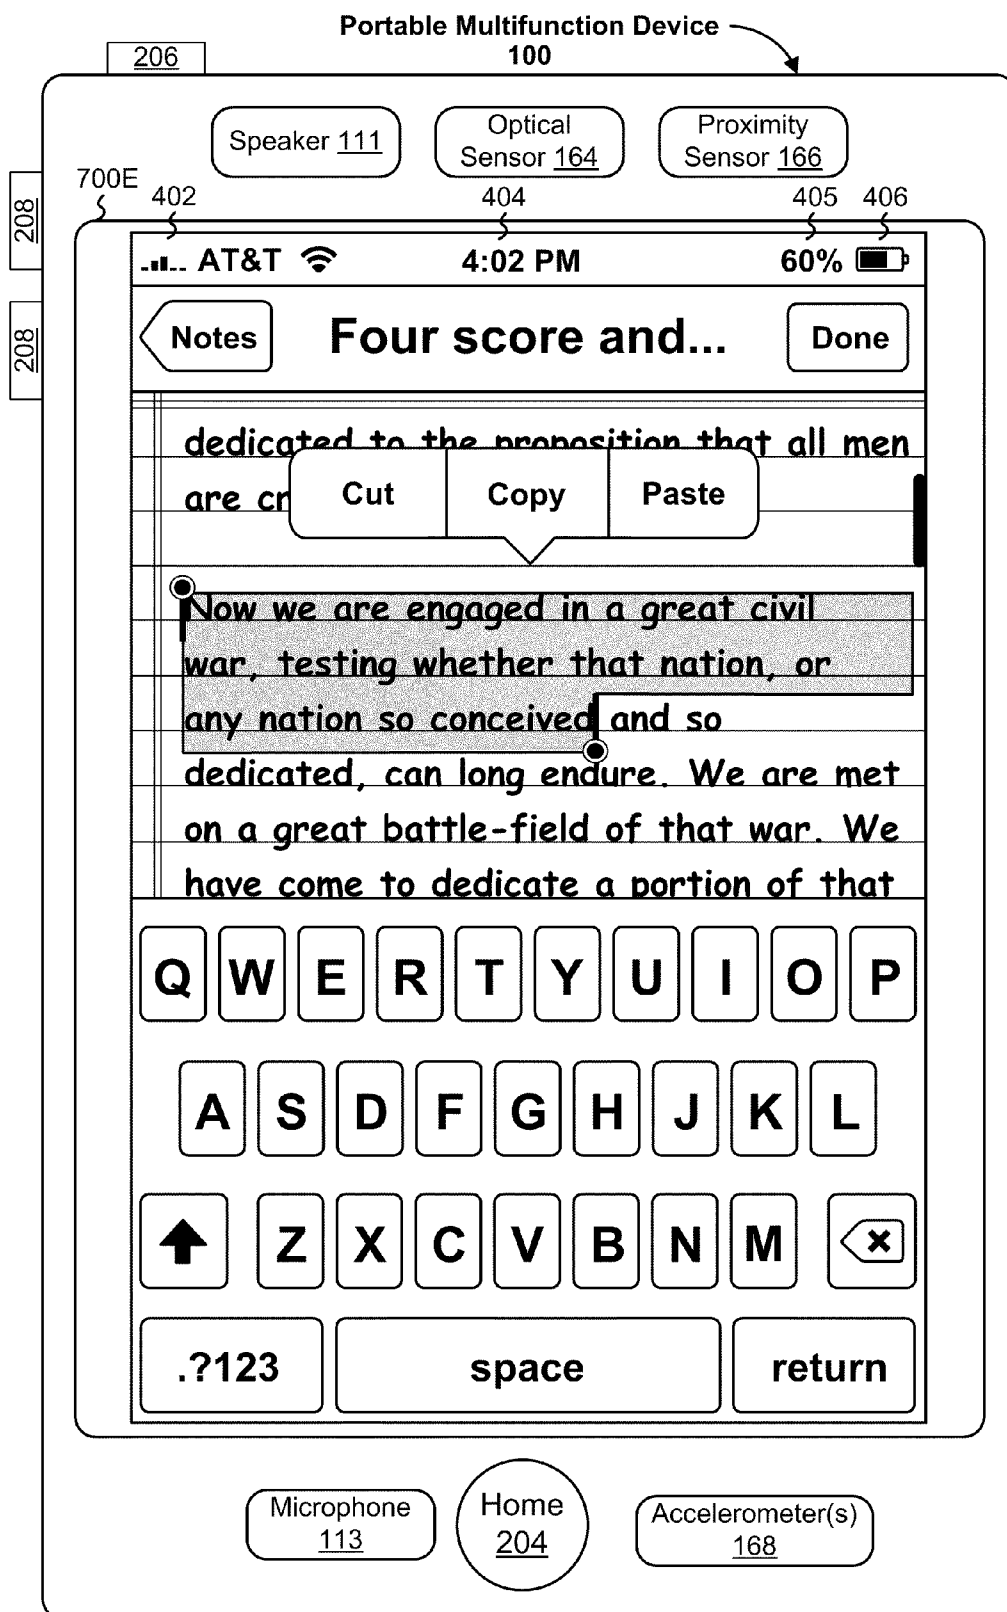 Portable Multifunction Device
100
206
Speaker 111
Optical
Sensor 164
Proximity
Sensor 166
208
208
700E
402
404
405
406
AT&T
4:02 PM
60%
Notes
Four score and...
Done
dedicated to the proposition that all men
are cr
Cut
Copy
Paste
Now we are engaged in a great civil
war, testing whether that nation, or
any nation so conceived and so
dedicated, can long endure. We are met
on a great battle-field of that war. We
have come to dedicate a portion of that
Q W E R T Y U I O P
A S D F G H J K L
Z X C V B N M
.?123
space
return
Microphone
113
Home
204
Accelerometer(s)
168